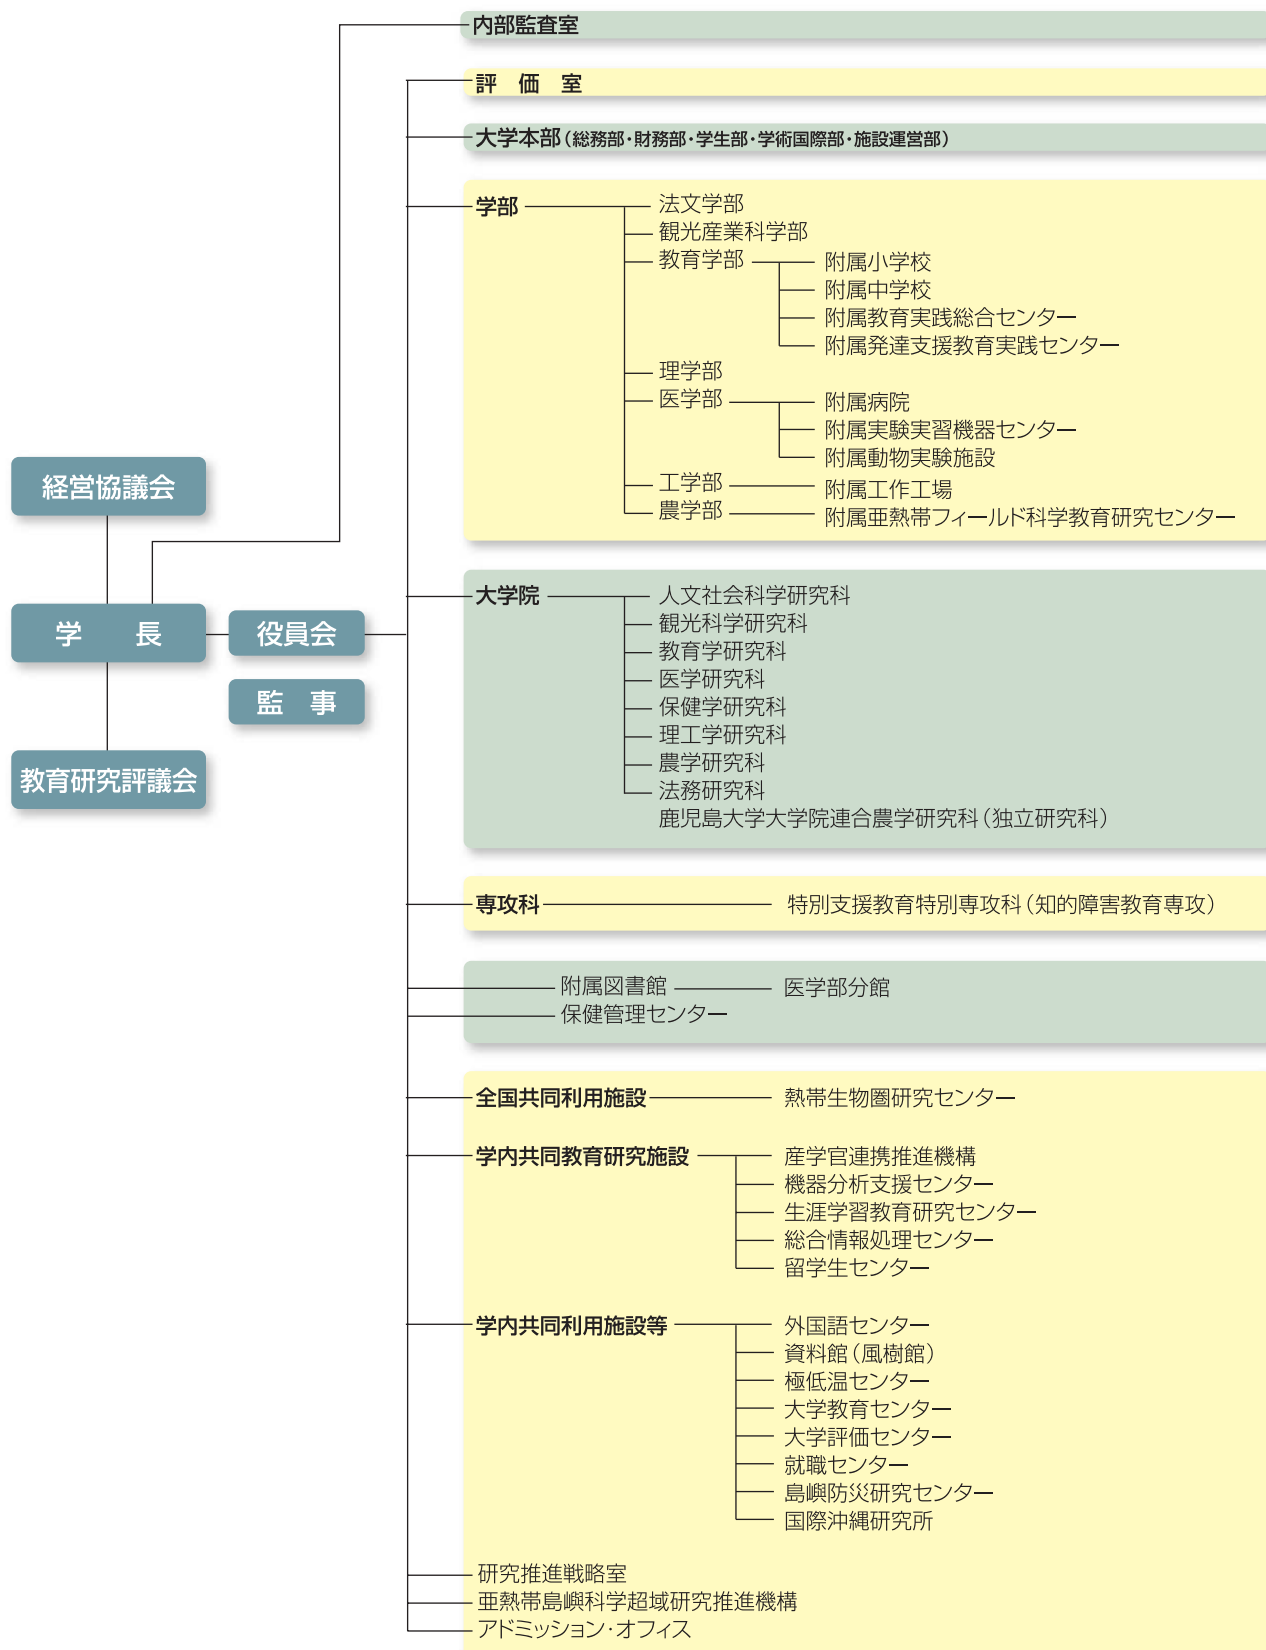 内部監査室
評 価 室
大学本部（総務部・財務部・学生部・学術国際部・施設運営部）
学部
法文学部
観光産業科学部
教育学部
附属小学校
附属中学校
附属教育実践総合センター
附属発達支援教育実践センター
理学部
医学部
附属病院
附属実験実習機器センター
附属動物実験施設
工学部
附属工作工場
農学部
附属亜熱帯フィールド科学教育研究センター
経営協議会
学 長
役員会
監 事
教育研究評議会
大学院
人文社会科学研究科
観光科学研究科
教育学研究科
医学研究科
保健学研究科
理工学研究科
農学研究科
法務研究科
鹿児島大学大学院連合農学研究科（独立研究科）
専攻科
特別支援教育特別専攻科（知的障害教育専攻）
附属図書館
医学部分館
保健管理センター
全国共同利用施設
熱帯生物圏研究センター
学内共同教育研究施設
産学官連携推進機構
機器分析支援センター
生涯学習教育研究センター
総合情報処理センター
留学生センター
学内共同利用施設等
外国語センター
資料館（風樹館）
極低温センター
大学教育センター
大学評価センター
就職センター
島嶼防災研究センター
国際沖縄研究所
研究推進戦略室
亜熱帯島嶼科学超域研究推進機構
アドミッション・オフィス